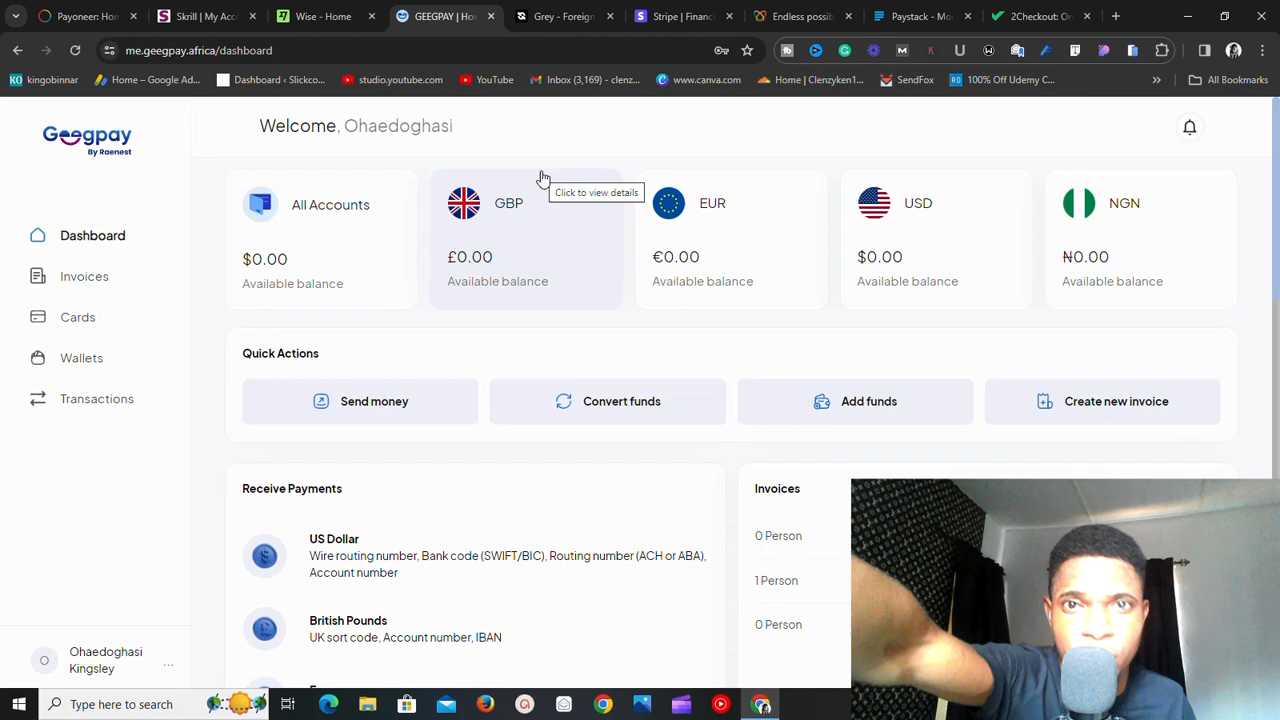 Payoneer: Hom
Skrill | My Acco
Wise - Home
GEEGPAY | Ho
Grey - Foreign
Stripe | Financ
Endless possib
Paystack - Mo
2Checkout: On
me.geegpay.africa/dashboard
kingobinnar
Home – Google Ad...
Dashboard ‹ Slickco...
studio.youtube.com
YouTube
Inbox (3,169) - clenz...
www.canva.com
Home | Clenzyken1...
SendFox
100% Off Udemy C...
All Bookmarks
Geegpay
By Raenest
Welcome, Ohaedoghasi
Dashboard
Invoices
Cards
Wallets
Transactions
All Accounts
$0.00
Available balance
GBP
£0.00
Available balance
Click to view details
EUR
€0.00
Available balance
USD
$0.00
Available balance
NGN
₦0.00
Available balance
Quick Actions
Send money
Convert funds
Add funds
Create new invoice
Receive Payments
US Dollar
Wire routing number, Bank code (SWIFT/BIC), Routing number (ACH or ABA),
Account number
British Pounds
UK sort code, Account number, IBAN
Invoices
0 Person
1 Person
0 Person
Ohaedoghasi
Kingsley
...
Type here to search